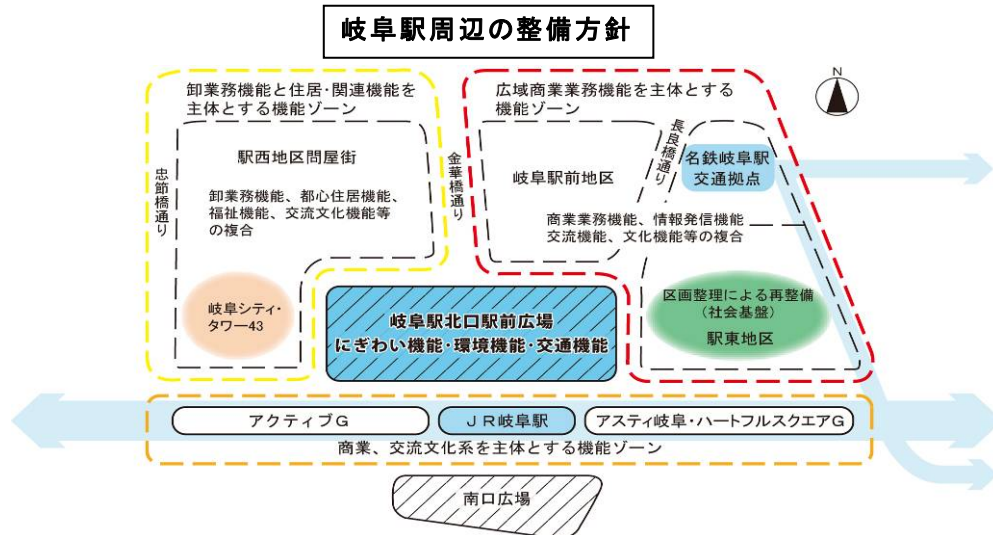 岐阜駅周辺の整備方針
卸業務機能と住居・関連機能を
主体とする機能ゾーン
駅西地区問屋街
卸業務機能、都心住居機能、
福祉機能、交流文化機能等
の複合
忠節橋通り
岐阜シティ・
タワー43
金華橋通り
広域商業業務機能を主体とする
機能ゾーン
岐阜駅前地区
長良橋通り
名鉄岐阜駅
交通拠点
N
商業業務機能、情報発信機能
交流機能、文化機能等の複合
区画整理による再整備
(社会基盤)
駅東地区
岐阜駅北口駅前広場
にぎわい機能・環境機能・交通機能
アクティブG
JR岐阜駅
アスティ岐阜・ハートフルスクエアG
商業、交流文化系を主体とする機能ゾーン
南口広場